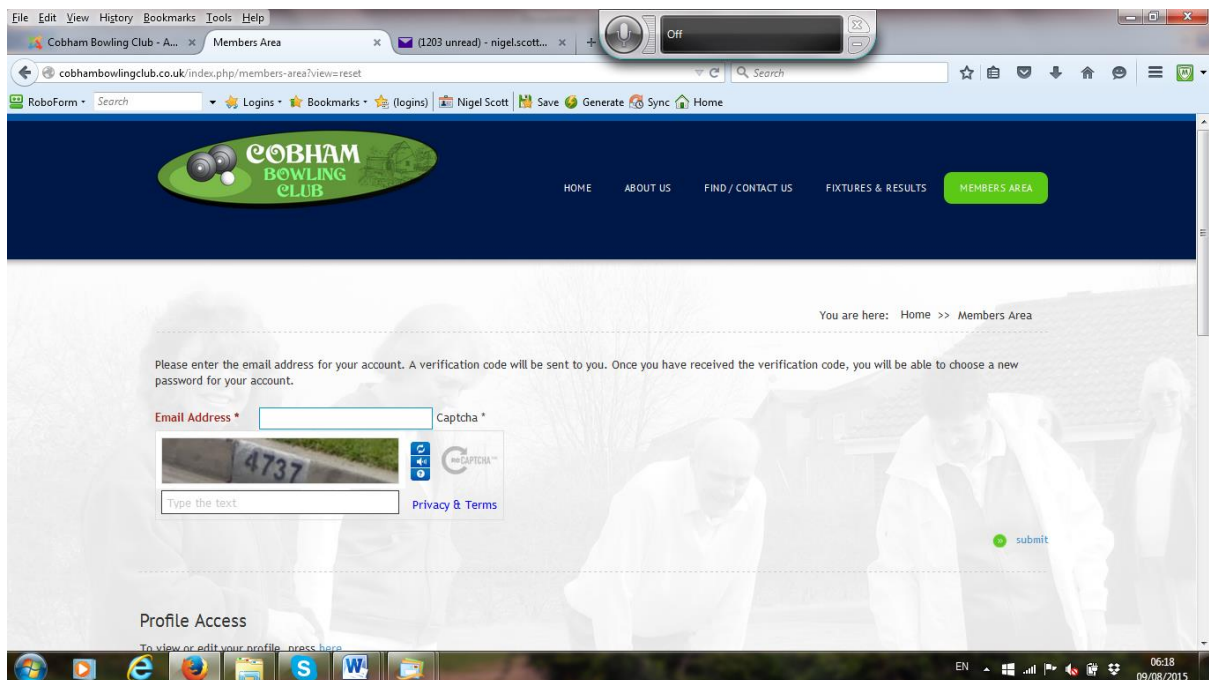 File Edit View History Bookmarks Tools Help
Cobham Bowling Club - A... Members Area (1203 unread) - nigel.scott...
Off
cobhambowlingclub.co.uk/index.php/members-area?view=reset Search
RoboForm Search Logins Bookmarks (logins) Nigel Scott Save Generate Sync Home
COBHAM
BOWLING
CLUB
HOME ABOUT US FIND / CONTACT US FIXTURES & RESULTS MEMBERS AREA
You are here: Home >> Members Area
Please enter the email address for your account. A verification code will be sent to you. Once you have received the verification code, you will be able to choose a new
password for your account.
Email Address * Captcha *
4737
reCAPTCHA™
Type the text Privacy & Terms
submit
Profile Access
To view or edit your profile, press here
EN 06:18
09/08/2015